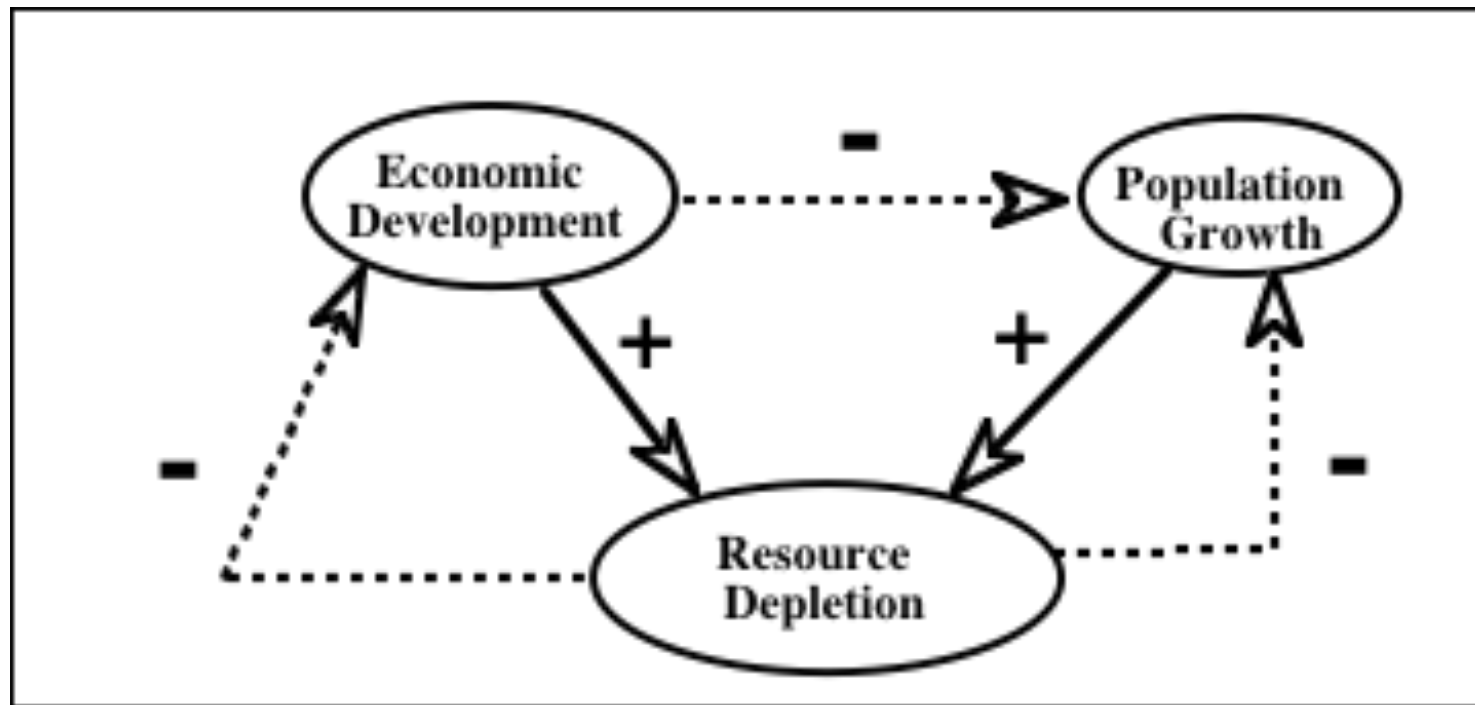 -
Economic
Development
Population
Growth
+
+
-
-
Resource
Depletion